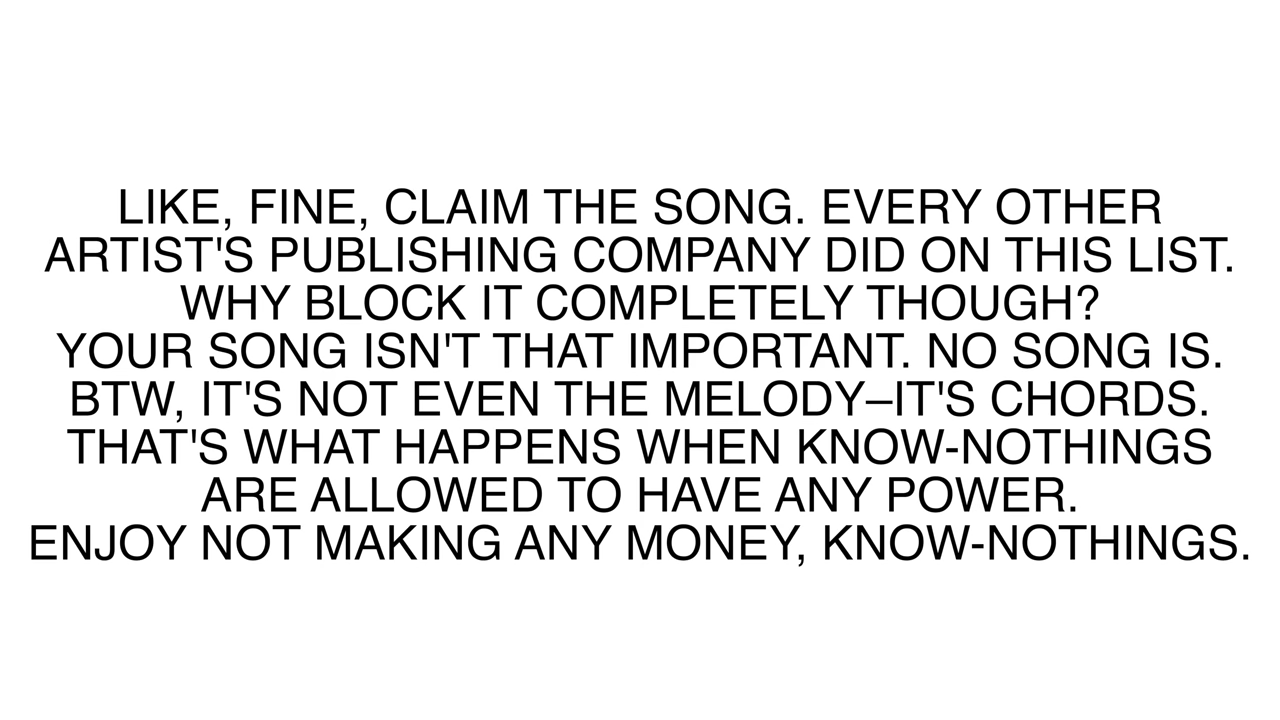 LIKE, FINE, CLAIM THE SONG. EVERY OTHER
ARTIST'S PUBLISHING COMPANY DID ON THIS LIST.
WHY BLOCK IT COMPLETELY THOUGH?
YOUR SONG ISN'T THAT IMPORTANT. NO SONG IS.
BTW, IT'S NOT EVEN THE MELODY–IT'S CHORDS.
THAT'S WHAT HAPPENS WHEN KNOW-NOTHINGS
ARE ALLOWED TO HAVE ANY POWER.
ENJOY NOT MAKING ANY MONEY, KNOW-NOTHINGS.